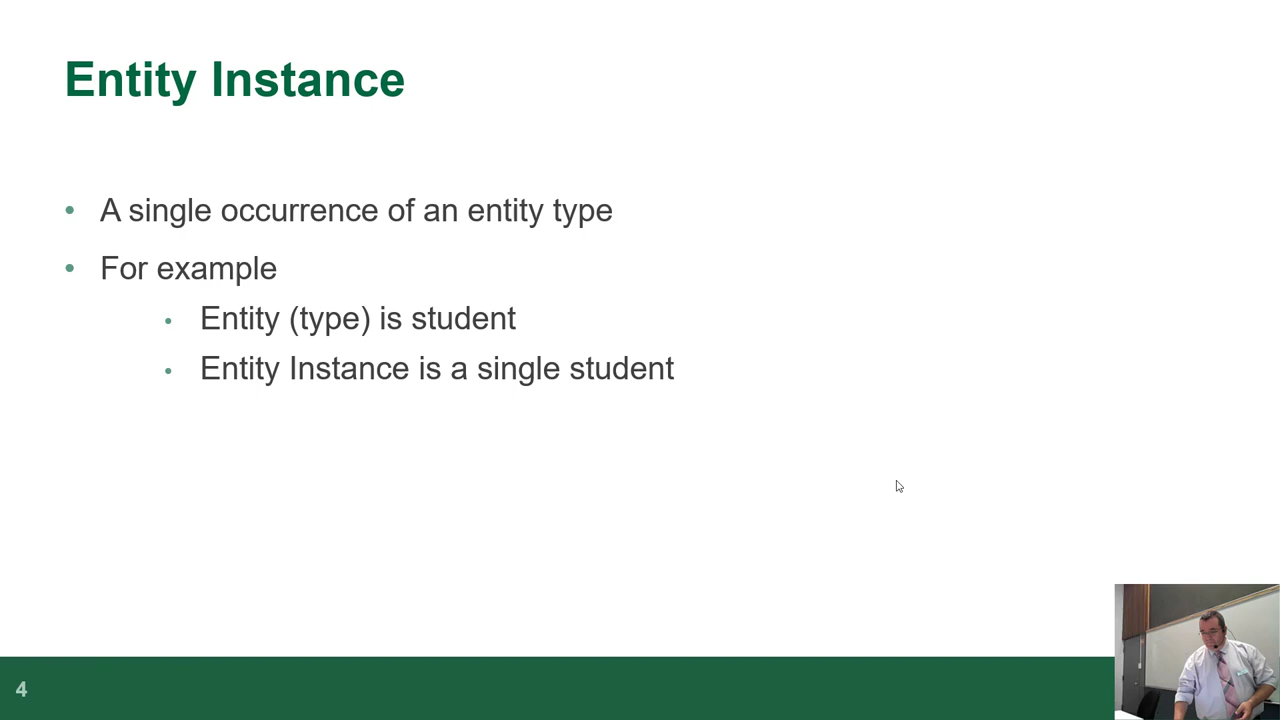 Entity Instance
• A single occurrence of an entity type
• For example
• Entity (type) is student
• Entity Instance is a single student
4